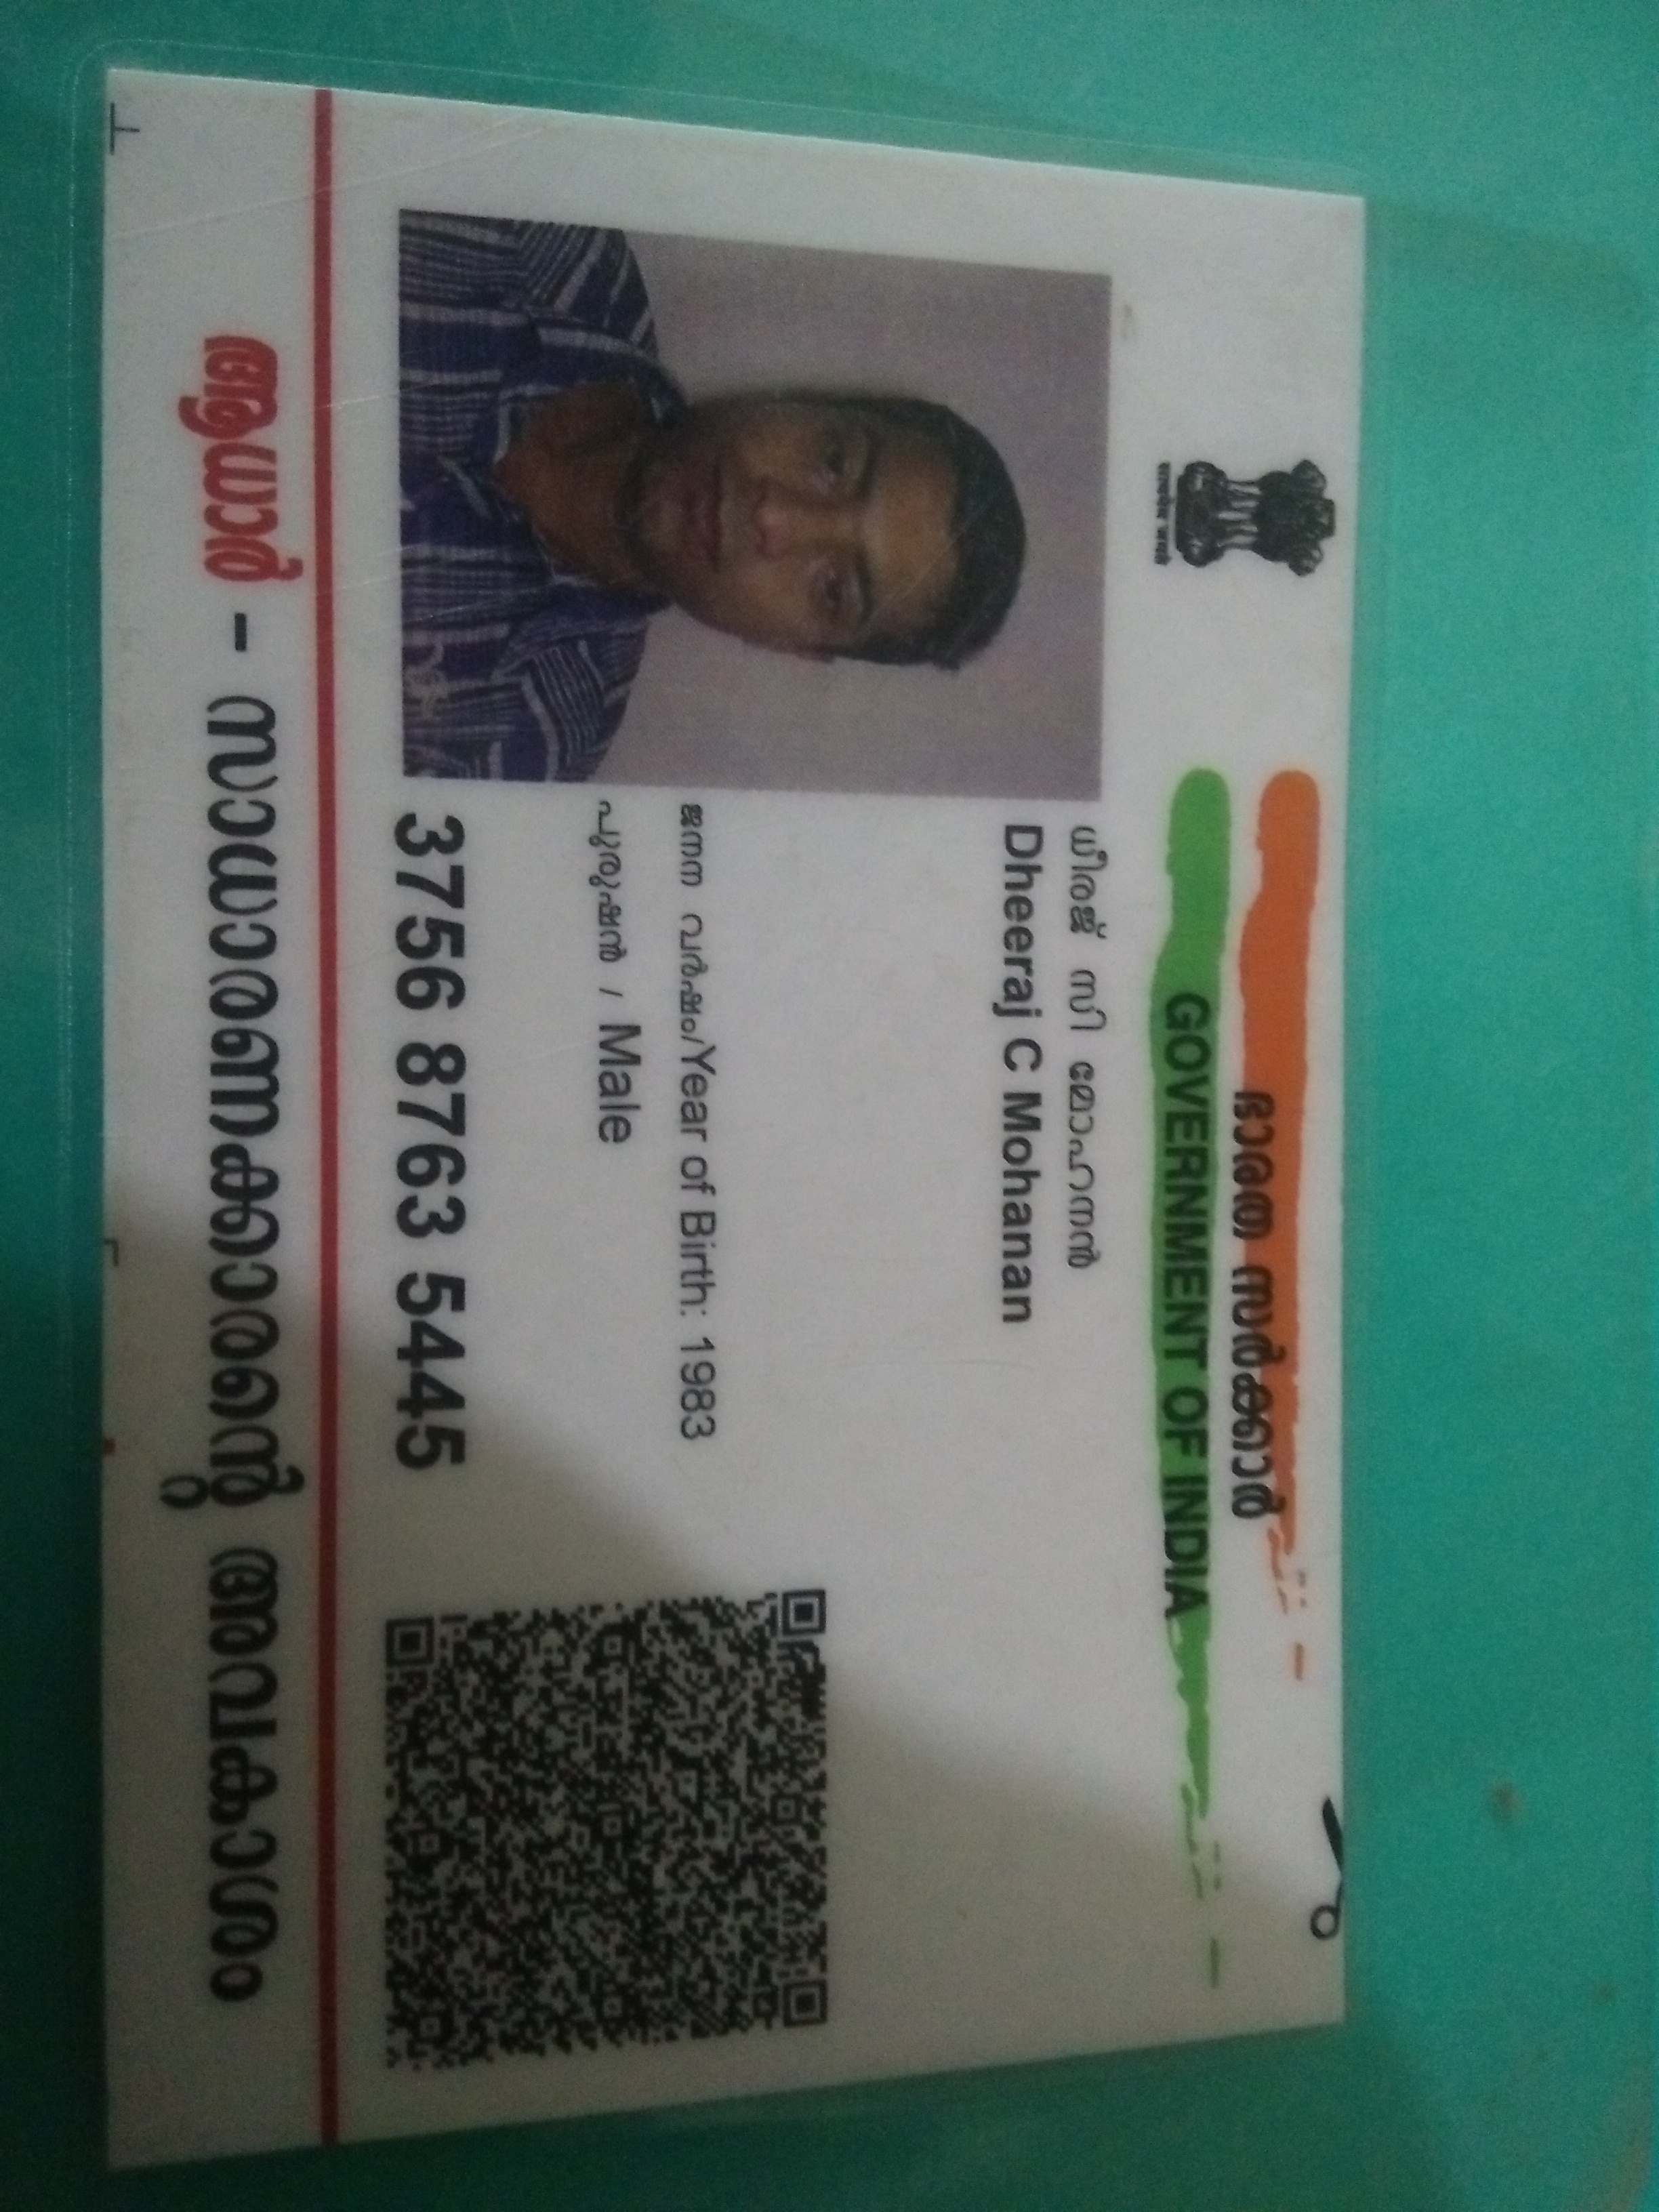 ഭാരത സർക്കാർ
GOVERNMENT OF INDIA
सत्यमेव जयते
ധീരജ് സി മോഹനൻ
Dheeraj C Mohanan
ജനന വർഷം/Year of Birth: 1983
പുരുഷൻ / Male
3756 8763 5445
ആധാർ - സാധാരണക്കാരന്റെ അവകാശം